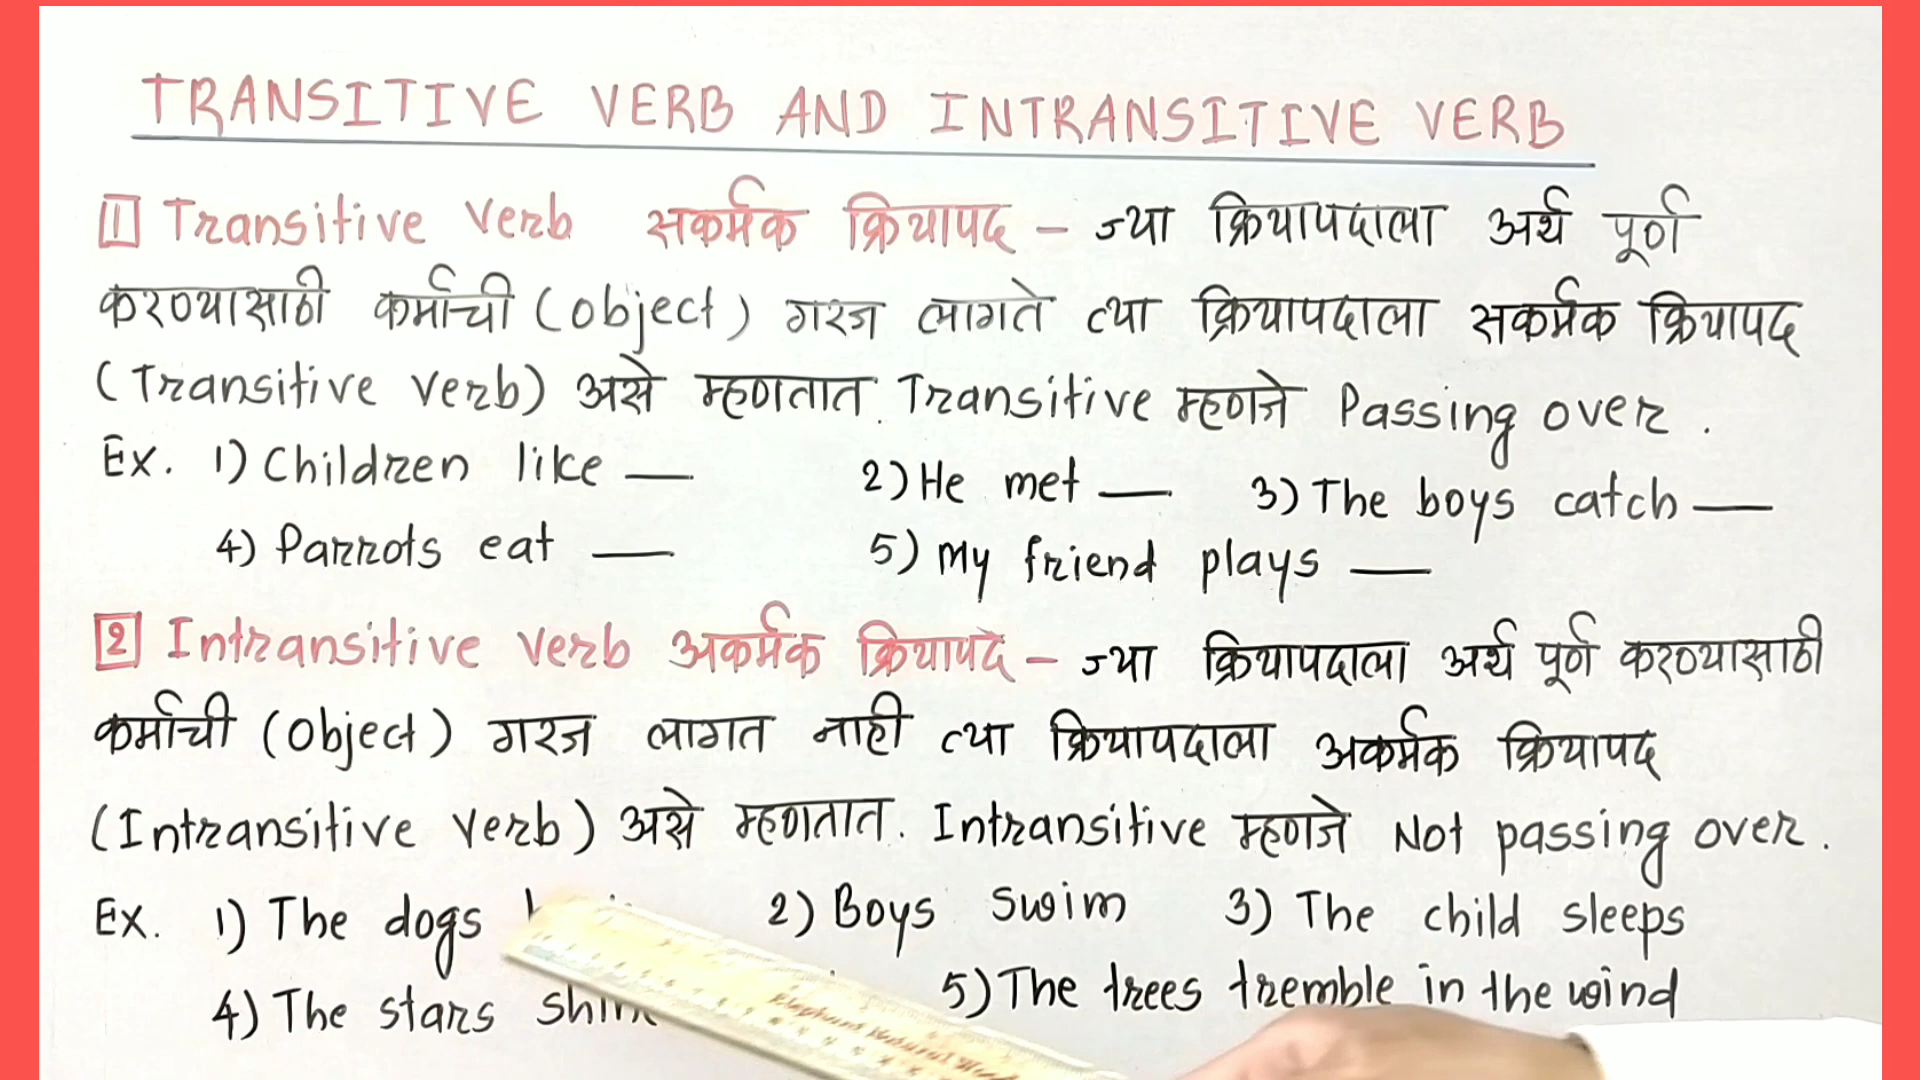 TRANSITIVE VERB AND INTRANSITIVE VERB
1 Transitive verb सकर्मक क्रियापद - ज्या क्रियापदाला अर्थ पूर्ण
करण्यासाठी कर्माची (object) गरज लागते त्या क्रियापदाला सकर्मक क्रियापद
(Transitive verb) असे म्हणतात. Transitive म्हणजे Passing over.
Ex. 1) Children like — 2) He met — 3) The boys catch —
4) Parrots eat — 5) My friend plays —
2 Intransitive verb अकर्मक क्रियापद - ज्या क्रियापदाला अर्थ पूर्ण करण्यासाठी
कर्माची (object) गरज लागत नाही त्या क्रियापदाला अकर्मक क्रियापद
(Intransitive verb) असे म्हणतात. Intransitive म्हणजे Not passing over.
Ex. 1) The dogs 2) Boys swim 3) The child sleeps
4) The stars 5) The trees tremble in the wind